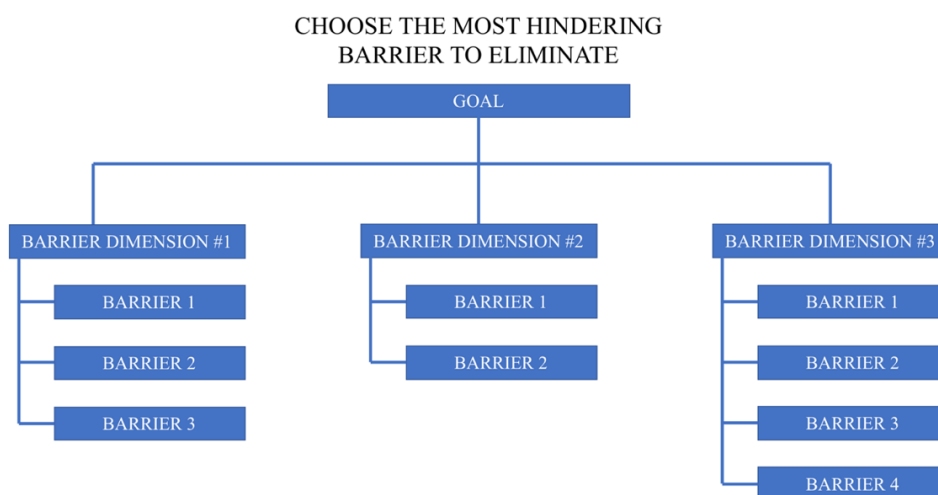 CHOOSE THE MOST HINDERING
BARRIER TO ELIMINATE
GOAL
BARRIER DIMENSION #1
BARRIER 1
BARRIER 2
BARRIER 3
BARRIER DIMENSION #2
BARRIER 1
BARRIER 2
BARRIER DIMENSION #3
BARRIER 1
BARRIER 2
BARRIER 3
BARRIER 4